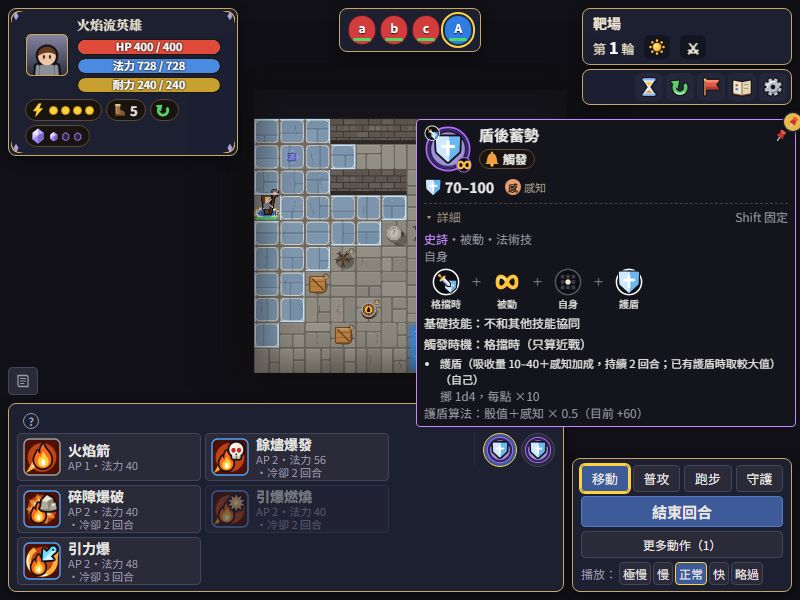 火焰流英雄
HP 400 / 400
法力 728 / 728
耐力 240 / 240
5
a
b
c
A
靶場
第 1 輪
盾後蓄勢
觸發
70–100
感
感知
詳細
Shift 固定
史詩・被動・法術技
自身
格擋時
+
被動
+
自身
+
護盾
基礎技能：不和其他技能協同
觸發時機：格擋時（只算近戰）
• 護盾（吸收量 10–40＋感知加成，持續 2 回合；已有護盾時取較大值）
（自己）
擲 1d4，每點 ×10
護盾算法：骰值＋感知 × 0.5（目前 +60）
?
火焰箭
AP 1・法力 40
餘燼爆發
AP 2・法力 56
・冷卻 2 回合
碎障爆破
AP 2・法力 40
・冷卻 2 回合
引爆燃燒
AP 2・法力 40
・冷卻 2 回合
引力爆
AP 2・法力 48
・冷卻 3 回合
移動
普攻
跑步
守護
結束回合
更多動作（1）
播放：
極慢
慢
正常
快
略過